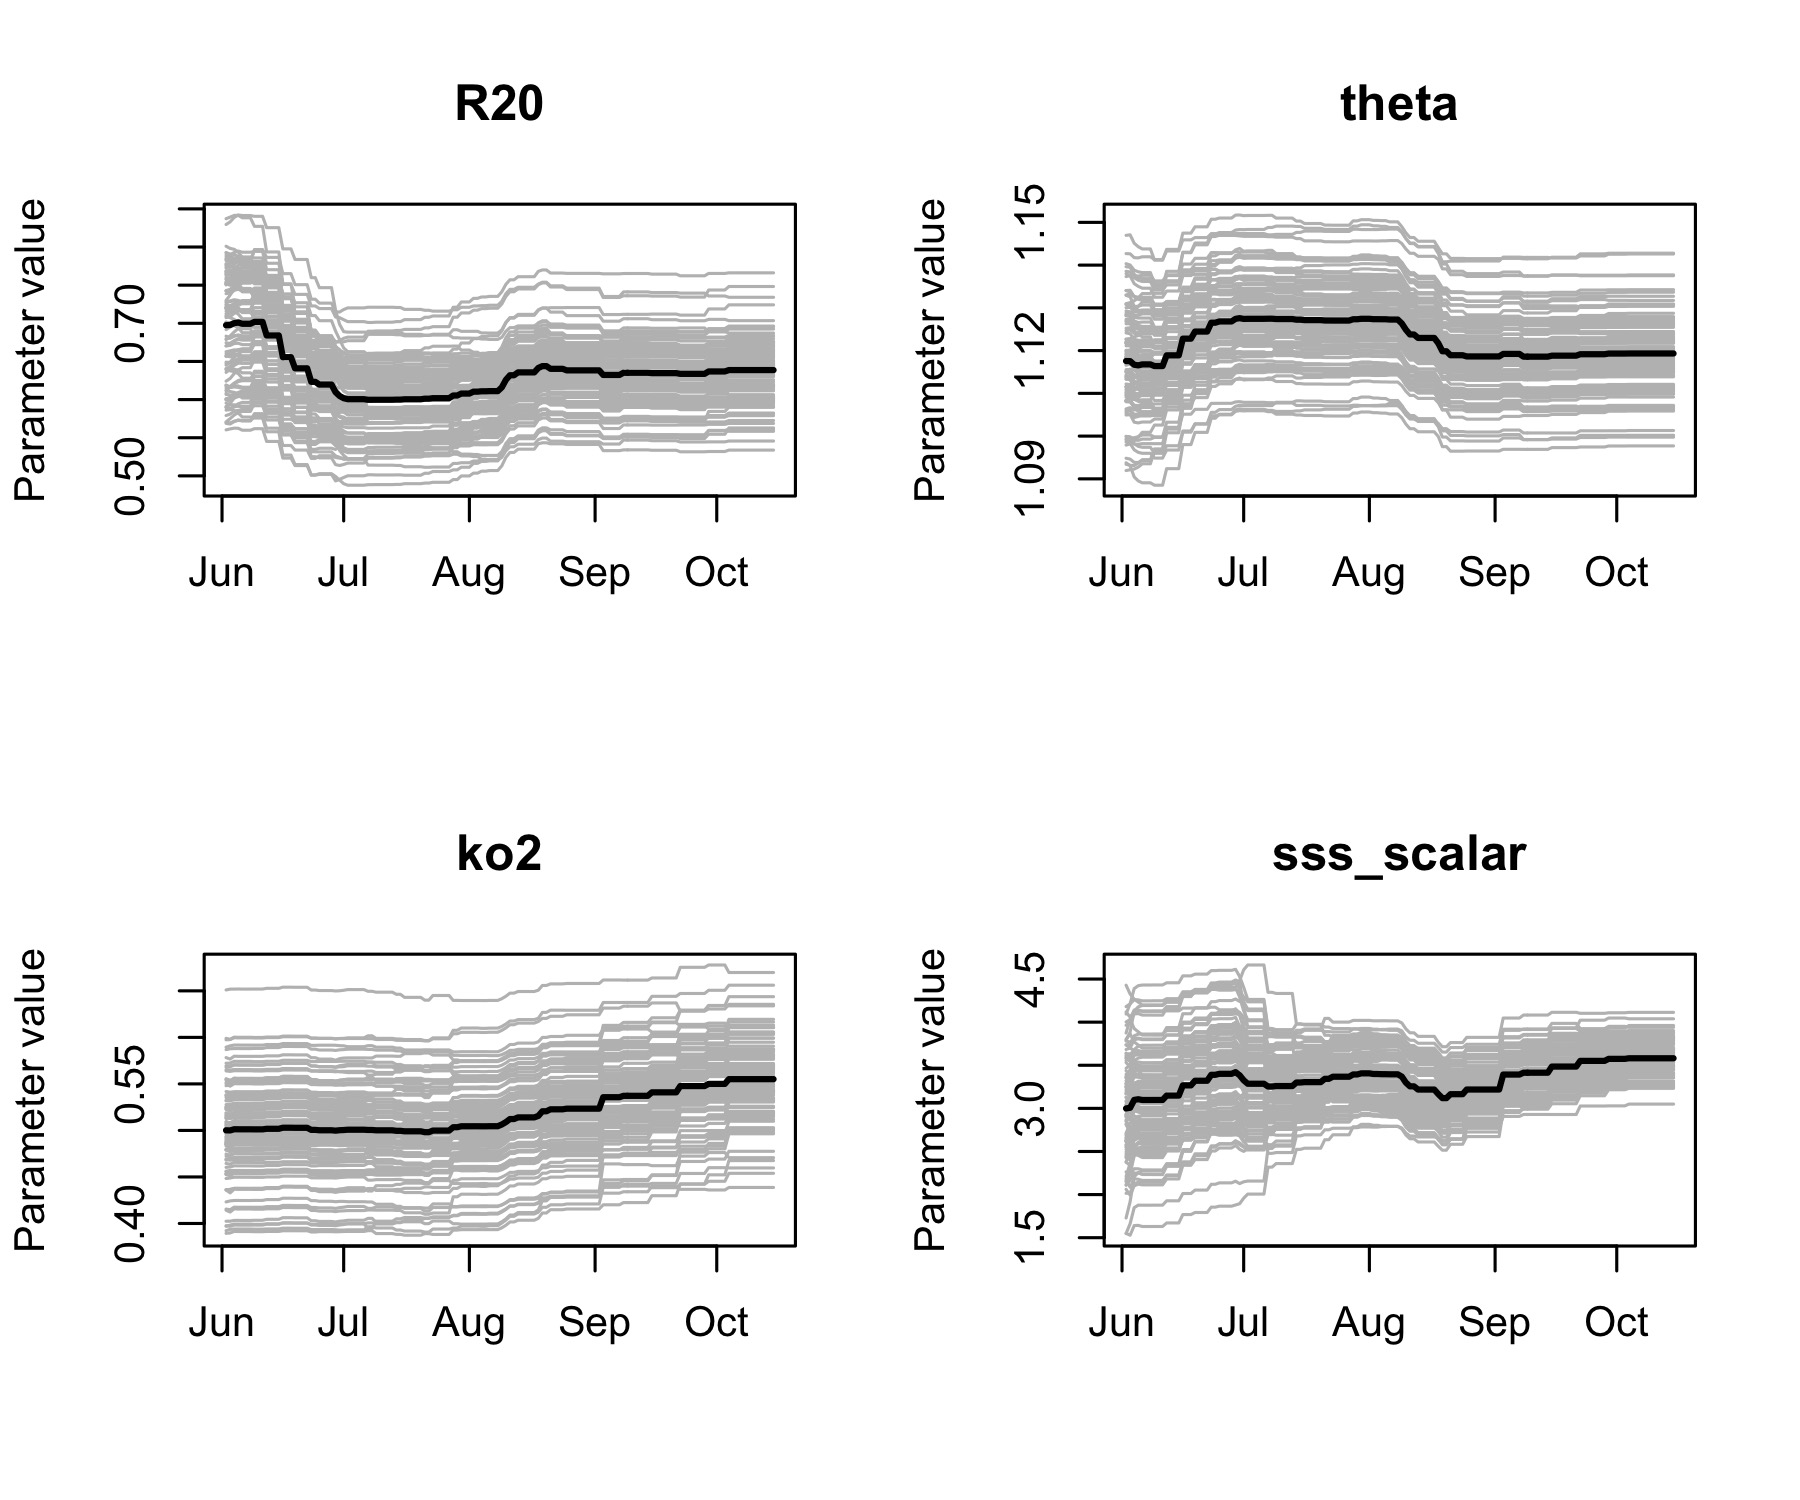 R20
Parameter value
0.70
0.50
Jun Jul Aug Sep Oct
theta
Parameter value
1.15
1.12
1.09
Jun Jul Aug Sep Oct
ko2
Parameter value
0.55
0.40
Jun Jul Aug Sep Oct
sss_scalar
Parameter value
4.5
3.0
1.5
Jun Jul Aug Sep Oct